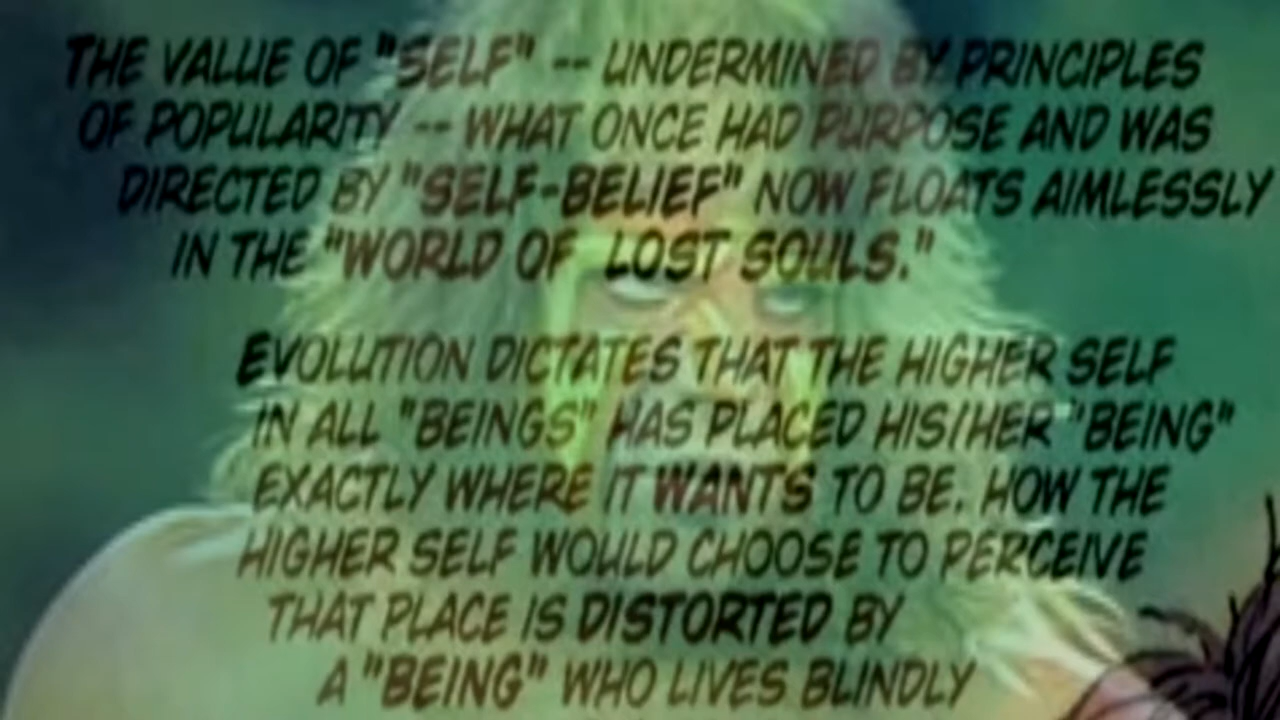 THE VALUE OF "SELF" -- UNDERMINED BY PRINCIPLES
OF POPULARITY -- WHAT ONCE HAD PURPOSE AND WAS
DIRECTED BY "SELF-BELIEF" NOW FLOATS AIMLESSLY
IN THE "WORLD OF LOST SOULS."
EVOLUTION DICTATES THAT THE HIGHER SELF
IN ALL "BEINGS" HAS PLACED HIS/HER "BEING"
EXACTLY WHERE IT WANTS TO BE. HOW THE
HIGHER SELF WOULD CHOOSE TO PERCEIVE
THAT PLACE IS DISTORTED BY
A "BEING" WHO LIVES BLINDLY